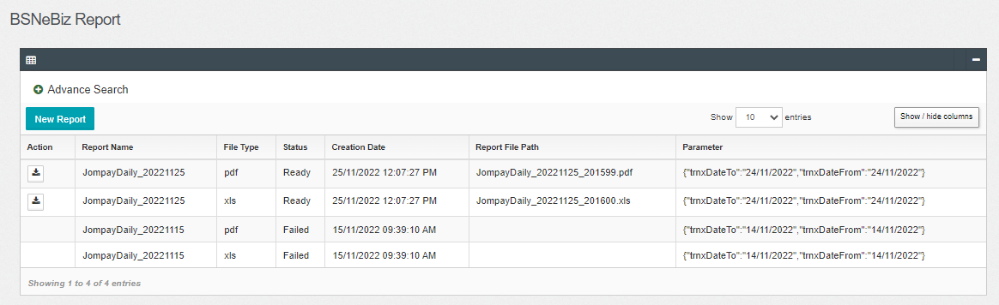 BSNeBiz Report
Advance Search
New Report Show 10 entries Show / hide columns
Action Report Name File Type Status Creation Date Report File Path Parameter
JompayDaily_20221125 pdf Ready 25/11/2022 12:07:27 PM JompayDaily_20221125_201599.pdf {"trnxDateTo":"24/11/2022","trnxDateFrom":"24/11/2022"}
JompayDaily_20221125 xls Ready 25/11/2022 12:07:27 PM JompayDaily_20221125_201600.xls {"trnxDateTo":"24/11/2022","trnxDateFrom":"24/11/2022"}
JompayDaily_20221115 pdf Failed 15/11/2022 09:39:10 AM {"trnxDateTo":"14/11/2022","trnxDateFrom":"14/11/2022"}
JompayDaily_20221115 xls Failed 15/11/2022 09:39:10 AM {"trnxDateTo":"14/11/2022","trnxDateFrom":"14/11/2022"}
Showing 1 to 4 of 4 entries